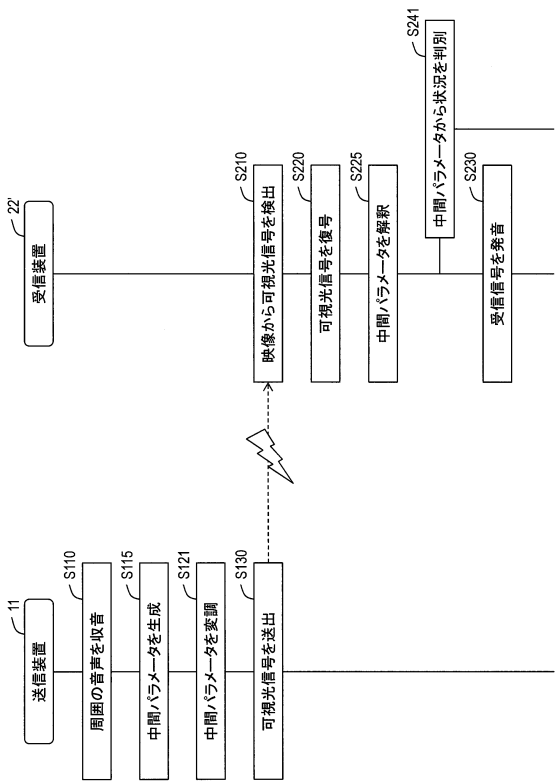 送信装置
11
周囲の音声を収音
S110
中間パラメータを生成
S115
中間パラメータを変調
S121
可視光信号を送出
S130
受信装置
22'
映像から可視光信号を検出
S210
可視光信号を復号
S220
中間パラメータを解釈
S225
中間パラメータから状況を判別
S241
受信信号を発音
S230